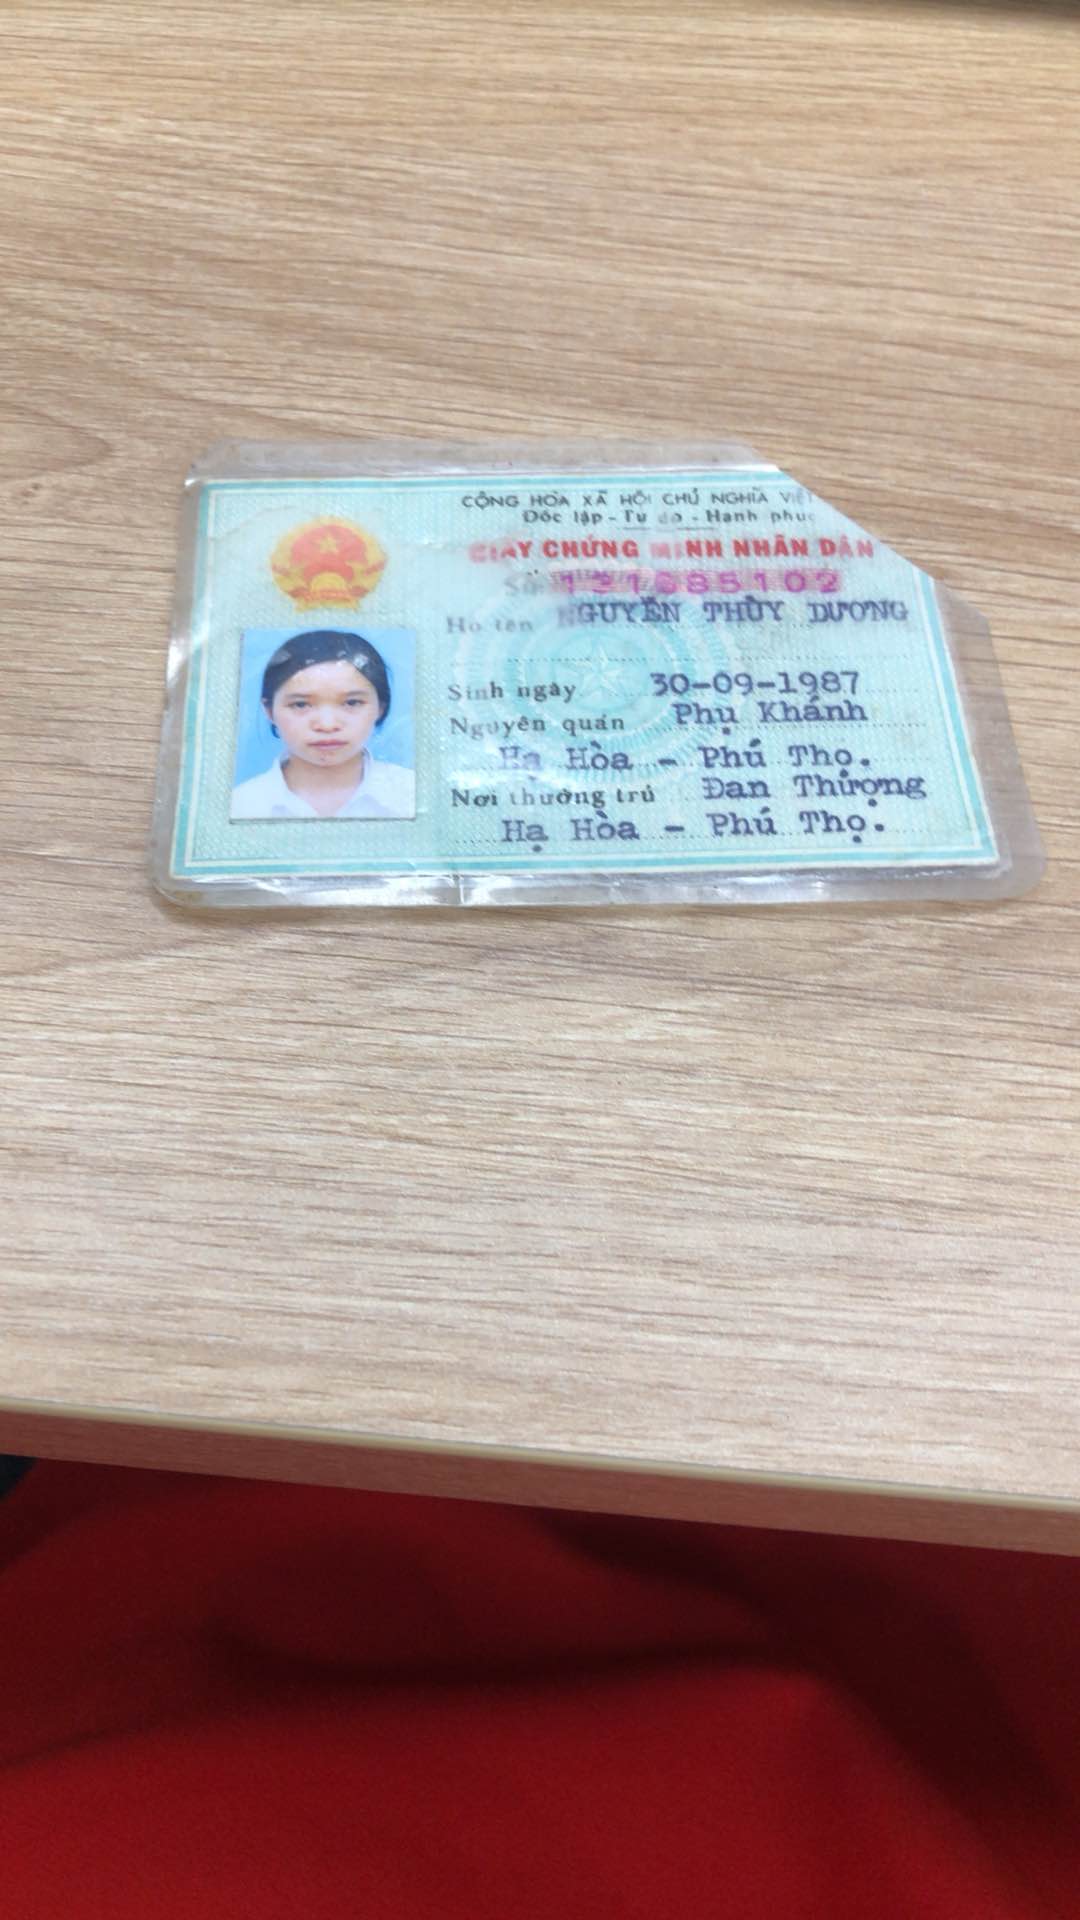 CỘNG HÒA XÃ HỘI CHỦ NGHĨA VIỆT
Độc lập - Tự do - Hạnh phúc
GIẤY CHỨNG MINH NHÂN DÂN
Số
Họ tên NGUYỄN THÙY DƯƠNG
Sinh ngày 30-09-1987
Nguyên quán Phụ Khánh
Hạ Hòa - Phú Thọ.
Nơi thường trú Đan Thượng
Hạ Hòa - Phú Thọ.